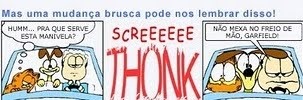 Mas uma mudança brusca pode nos lembrar disso!
HUMM... PRA QUE SERVE
ESTA MANIVELA?
SCREEEEEE
THONK
NÃO MEXA NO FREIO DE
MÃO, GARFIELD!